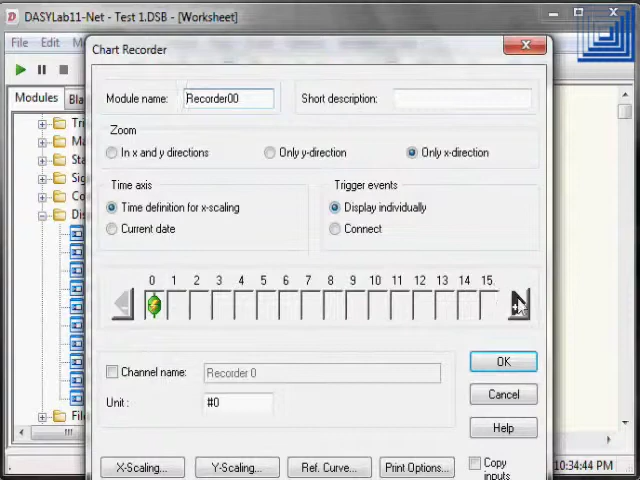 DASYLab11-Net - Test 1.DSB - [Worksheet]
File Edit
Chart Recorder
Modules
Module name: Recorder00 Short description:
Zoom
In x and y directions Only y-direction Only x-direction
Time axis Trigger events
Time definition for x-scaling Display individually
Current date Connect
0 1 2 3 4 5 6 7 8 9 10 11 12 13 14 15
Channel name: Recorder 0 OK
Unit : #0 Cancel
Help
X-Scaling... Y-Scaling... Ref. Curve... Print Options... Copy inputs
10:34:44 PM